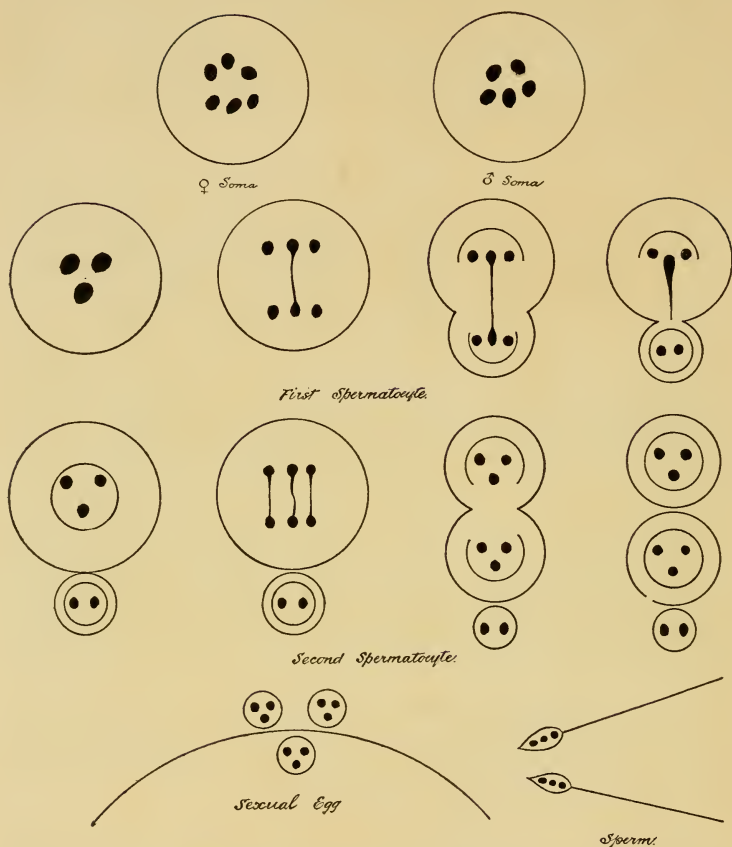 ♀ Soma
♂ Soma
First Spermatocyte.
Second Spermatocyte.
Sexual Egg
Sperm.